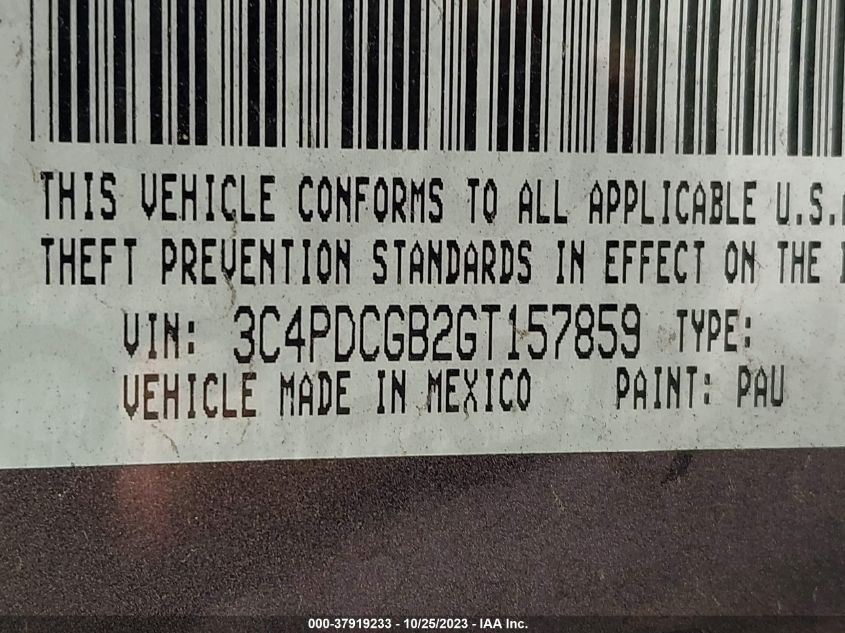 THIS VEHICLE CONFORMS TO ALL APPLICABLE U.S.
THEFT PREVENTION STANDARDS IN EFFECT ON THE
VIN: 3C4PDCGB2GT157859 TYPE:
VEHICLE MADE IN MEXICO PAINT: PAU
000-37919233 - 10/25/2023 - IAA Inc.